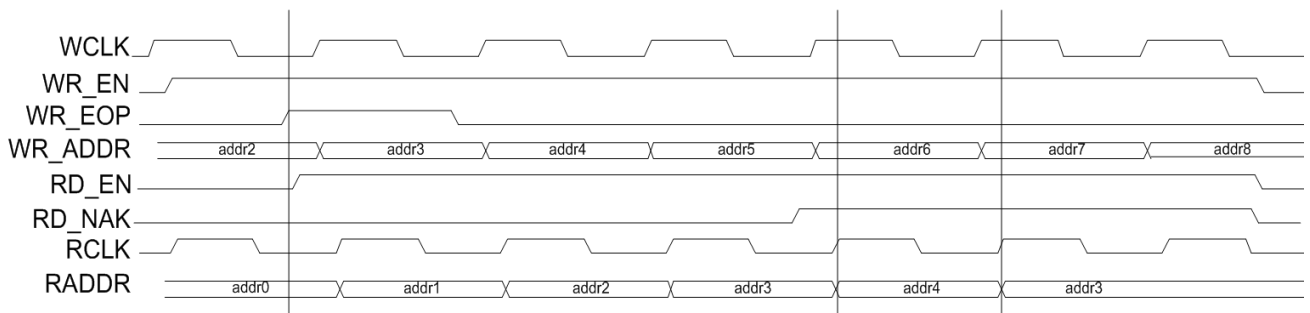 WCLK
WR_EN
WR_EOP
WR_ADDR addr2 addr3 addr4 addr5 addr6 addr7 addr8
RD_EN
RD_NAK
RCLK
RADDR addr0 addr1 addr2 addr3 addr4 addr3